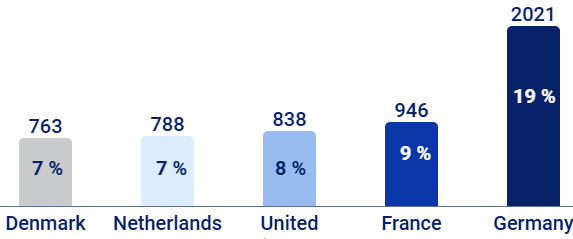 2021
19 %
946
9 %
838
8 %
788
7 %
763
7 %
Denmark
Netherlands
United
France
Germany